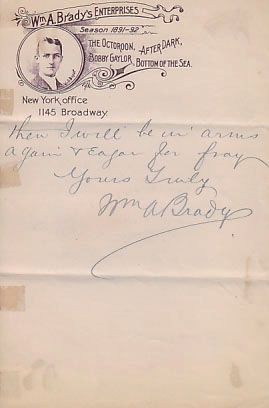 Wm A. Brady's Enterprises
Season 1891-92
THE OCTOROON, AFTER DARK,
BOBBY GAYLOR, BOTTOM OF THE SEA.
New York, office
1145 Broadway
then I will be in arms
again & Eagar for fray
Yours Truly
Wm A Brady